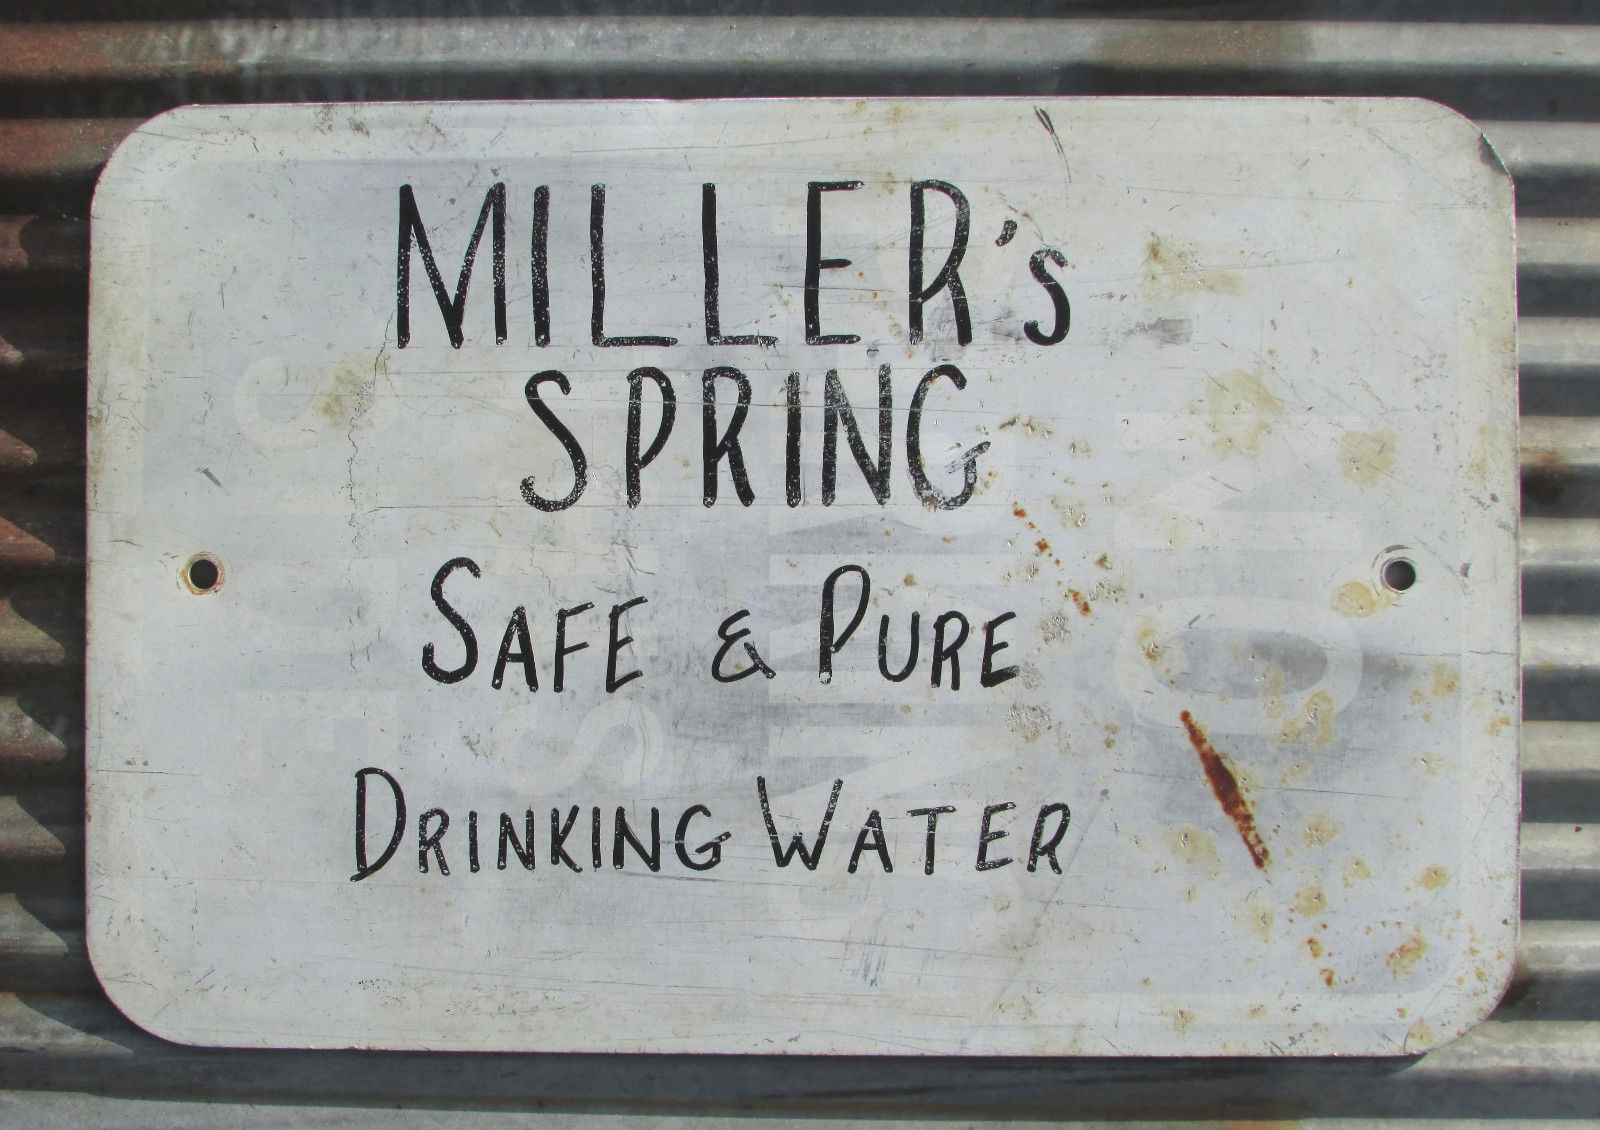 MILLER's
SPRING
SAFE & PURE
DRINKING WATER